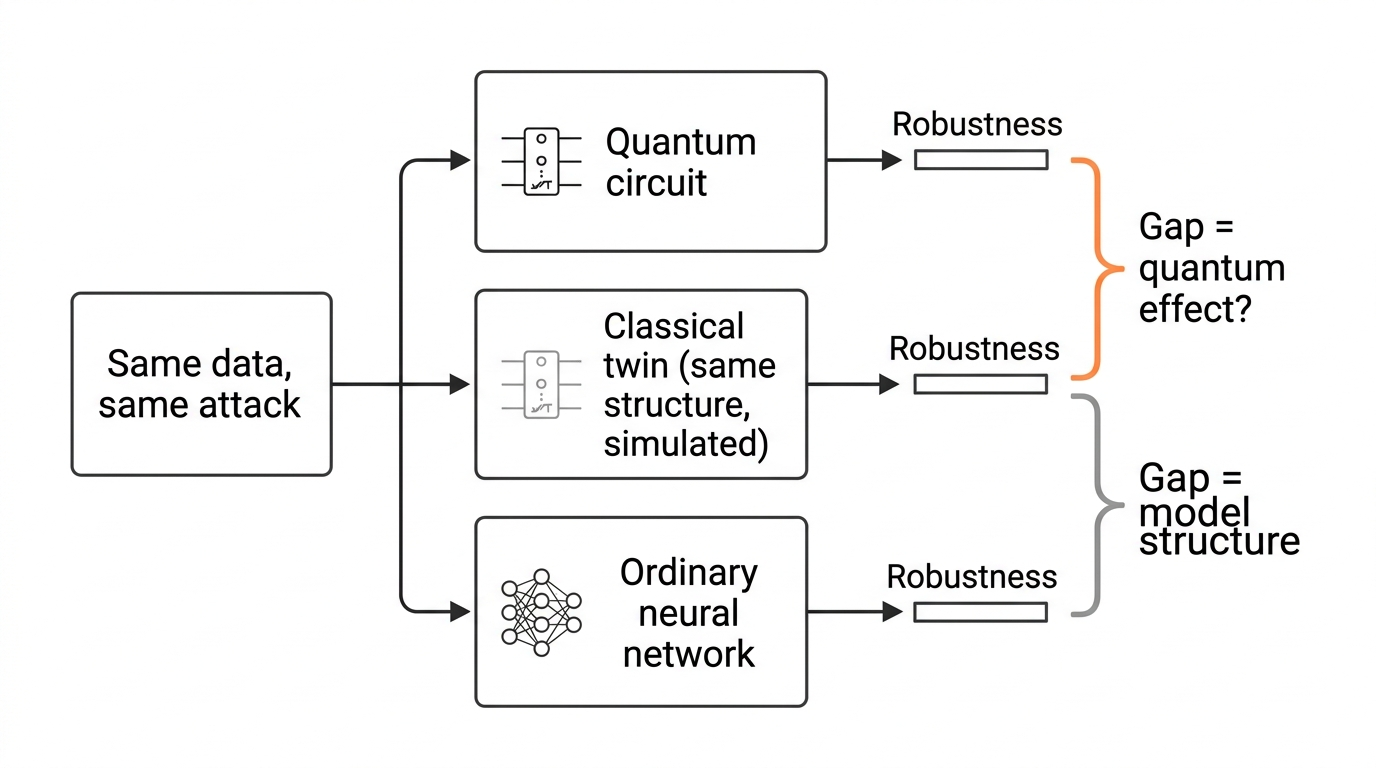 Same data,
same attack
Quantum
circuit
Robustness
Classical
twin (same
structure,
simulated)
Robustness
Ordinary
neural
network
Robustness
Gap =
quantum
effect?
Gap =
model
structure